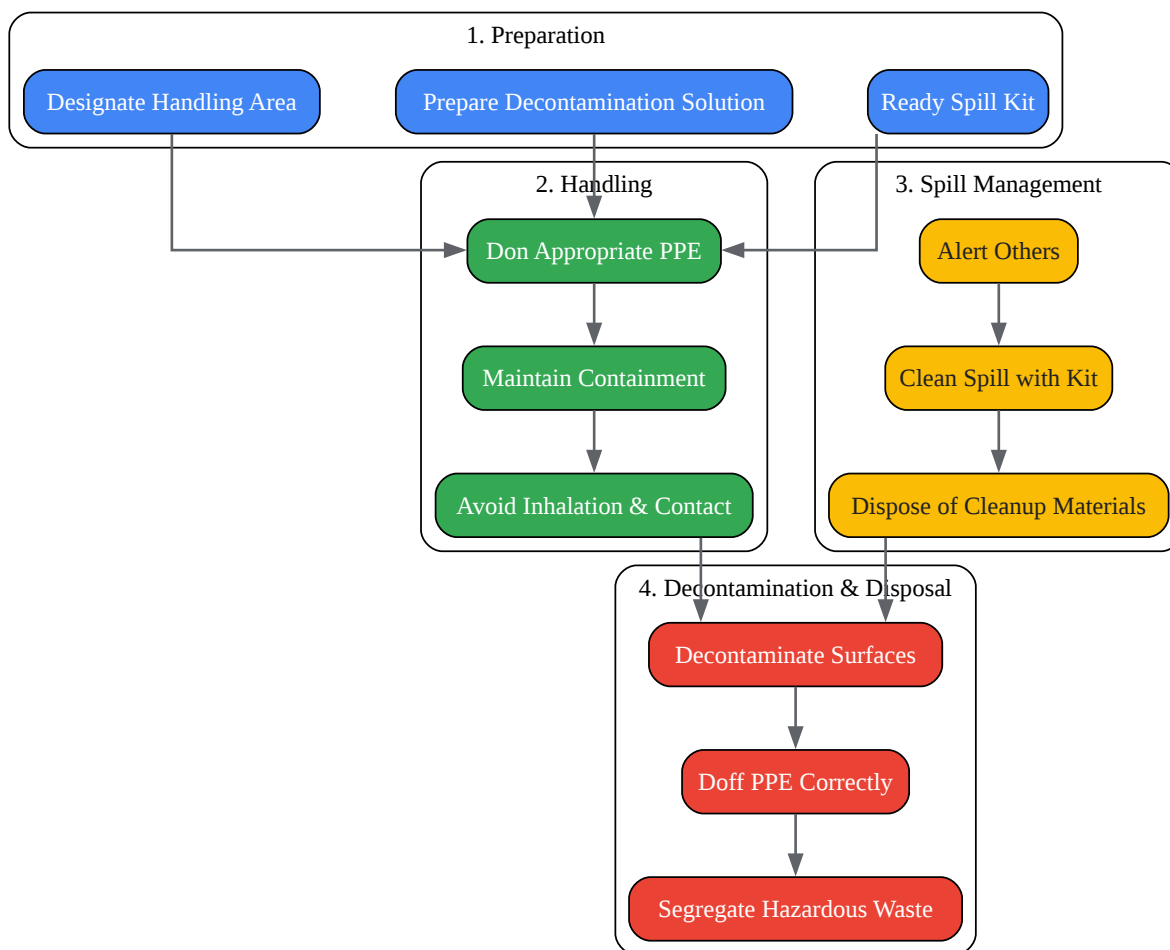 1. Preparation
Designate Handling Area
Prepare Decontamination Solution
Ready Spill Kit
2. Handling
Don Appropriate PPE
Maintain Containment
Avoid Inhalation & Contact
3. Spill Management
Alert Others
Clean Spill with Kit
Dispose of Cleanup Materials
4. Decontamination & Disposal
Decontaminate Surfaces
Doff PPE Correctly
Segregate Hazardous Waste